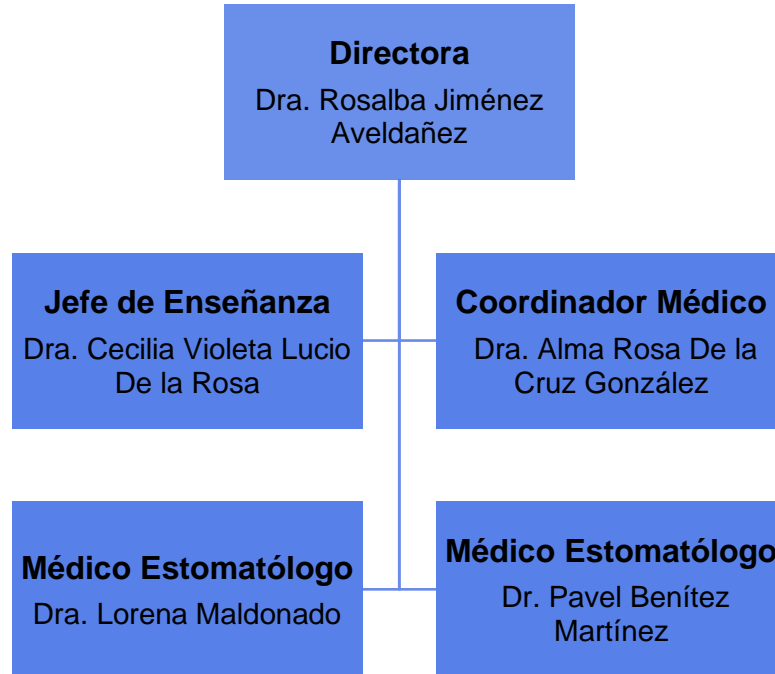 Directora
Dra. Rosalba Jiménez
Aveldañez
Jefe de Enseñanza
Dra. Cecilia Violeta Lucio
De la Rosa
Coordinador Médico
Dra. Alma Rosa De la
Cruz González
Médico Estomatólogo
Dra. Lorena Maldonado
Médico Estomatólogo
Dr. Pavel Benítez
Martínez